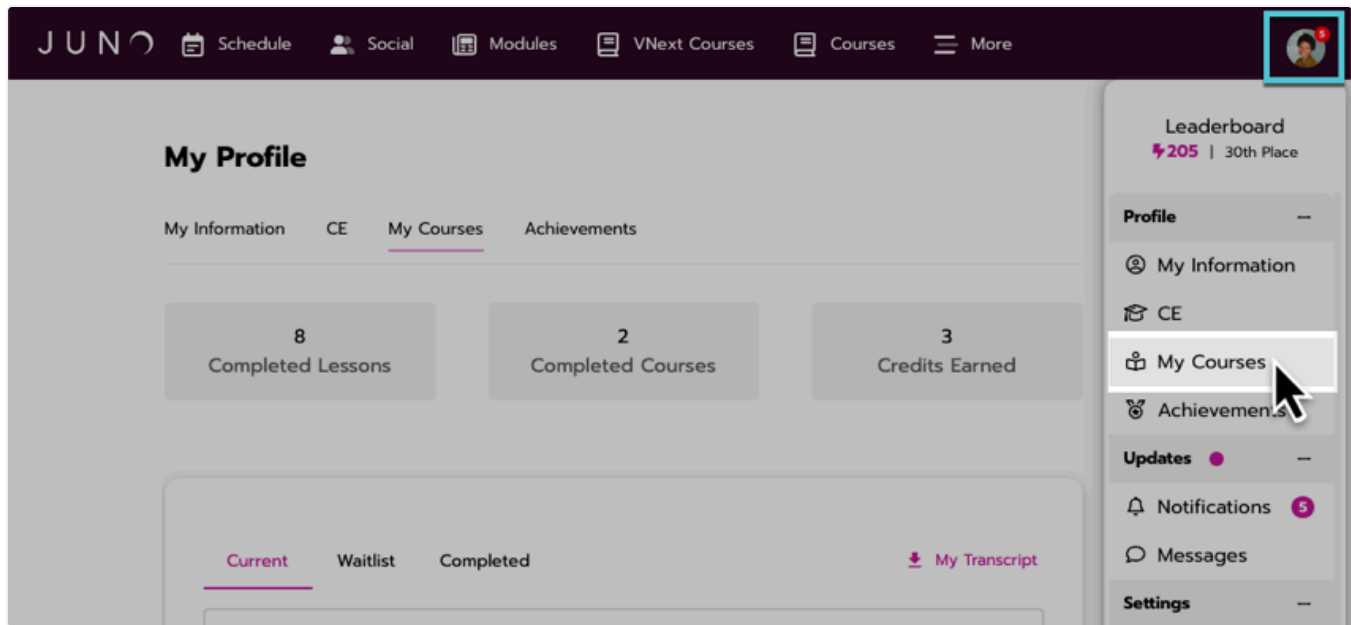 JUNO Schedule Social Modules VNext Courses Courses More 5
My Profile
My Information CE My Courses Achievements
8
Completed Lessons
2
Completed Courses
3
Credits Earned
Current Waitlist Completed My Transcript
Leaderboard
205 | 30th Place
Profile
My Information
CE
My Courses
Achievements
Updates
Notifications 5
Messages
Settings